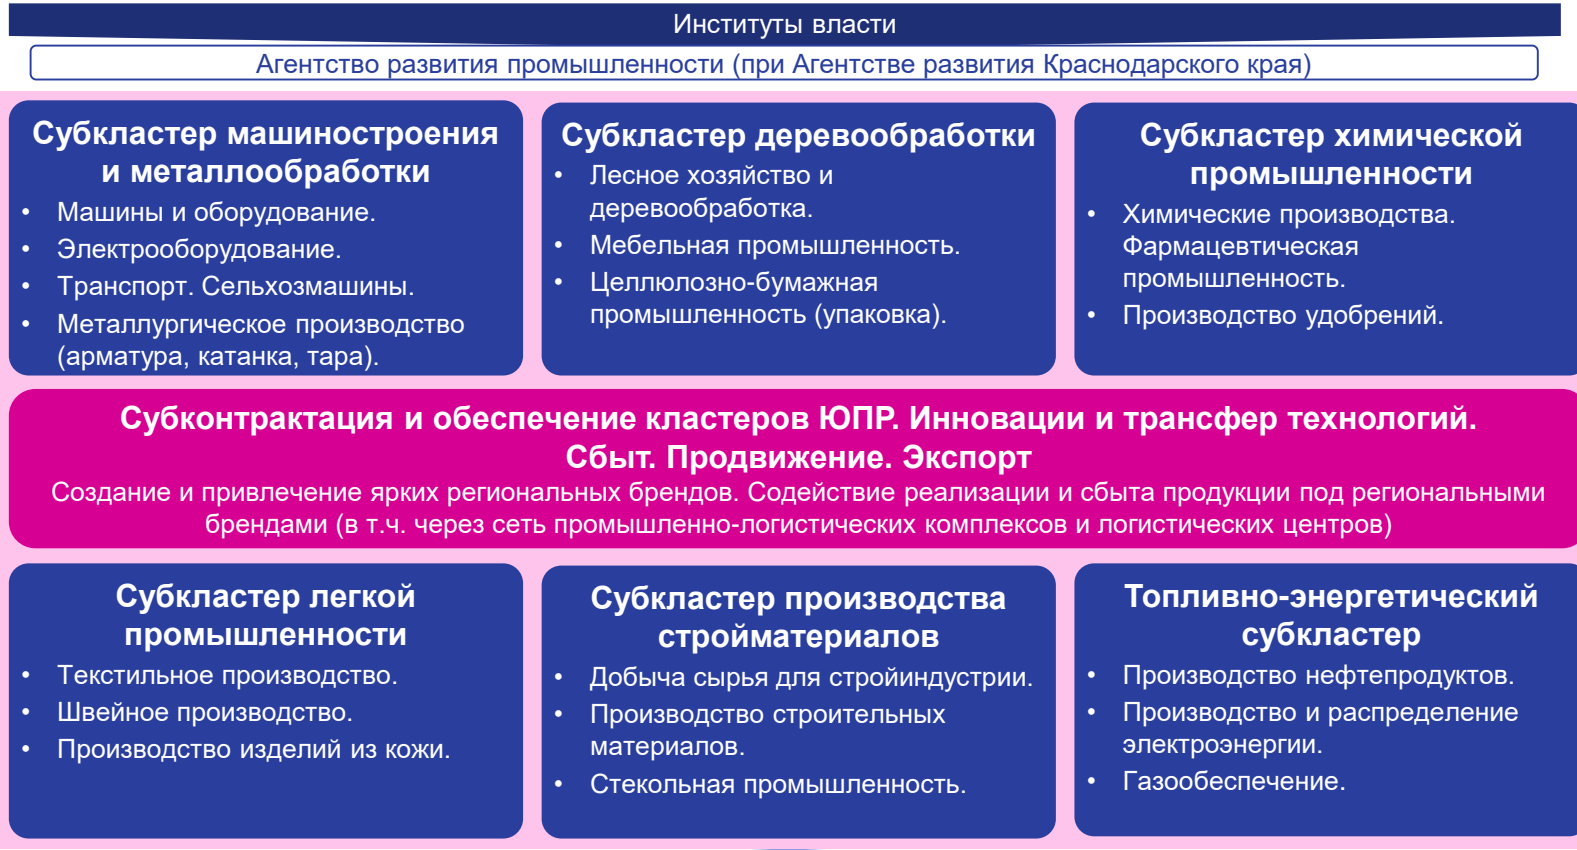 Институты власти
Агентство развития промышленности (при Агентстве развития Краснодарского края)
Субкластер машиностроения
и металлообработки
• Машины и оборудование.
• Электрооборудование.
• Транспорт. Сельхозмашины.
• Металлургическое производство
(арматура, катанка, тара).
Субкластер деревообработки
• Лесное хозяйство и
деревообработка.
• Мебельная промышленность.
• Целлюлозно-бумажная
промышленность (упаковка).
Субкластер химической
промышленности
• Химические производства.
Фармацевтическая
промышленность.
• Производство удобрений.
Субконтрактация и обеспечение кластеров ЮПР. Инновации и трансфер технологий.
Сбыт. Продвижение. Экспорт
Создание и привлечение ярких региональных брендов. Содействие реализации и сбыта продукции под региональными
брендами (в т.ч. через сеть промышленно-логистических комплексов и логистических центров)
Субкластер легкой
промышленности
• Текстильное производство.
• Швейное производство.
• Производство изделий из кожи.
Субкластер производства
стройматериалов
• Добыча сырья для стройиндустрии.
• Производство строительных
материалов.
• Стекольная промышленность.
Топливно-энергетический
субкластер
• Производство нефтепродуктов.
• Производство и распределение
электроэнергии.
• Газообеспечение.